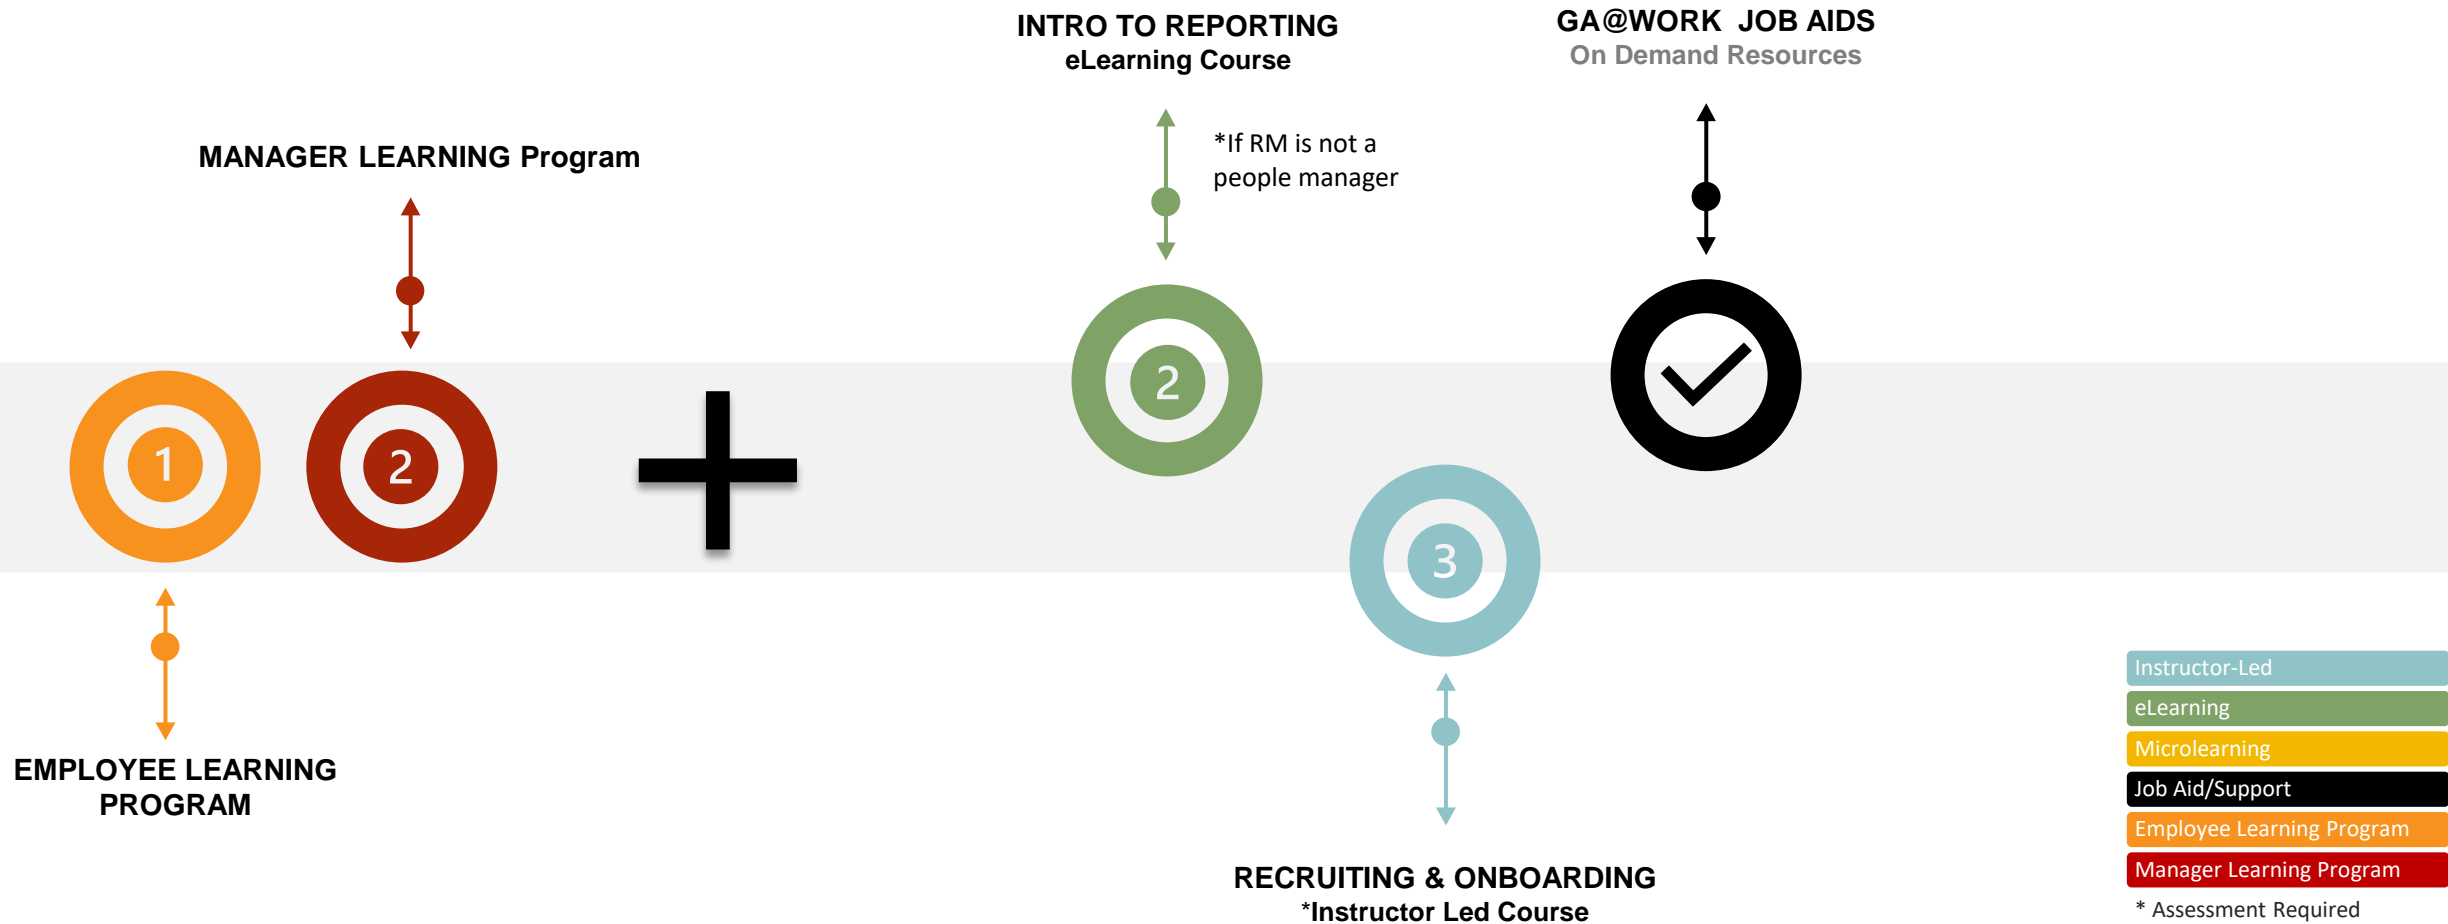 INTRO TO REPORTING
eLearning Course
GA@WORK  JOB AIDS
On Demand Resources
*If RM is not a
people manager
MANAGER LEARNING Program
1
2
2
3
EMPLOYEE LEARNING
PROGRAM
RECRUITING & ONBOARDING
*Instructor Led Course
Instructor-Led
eLearning
Microlearning
Job Aid/Support
Employee Learning Program
Manager Learning Program
* Assessment Required